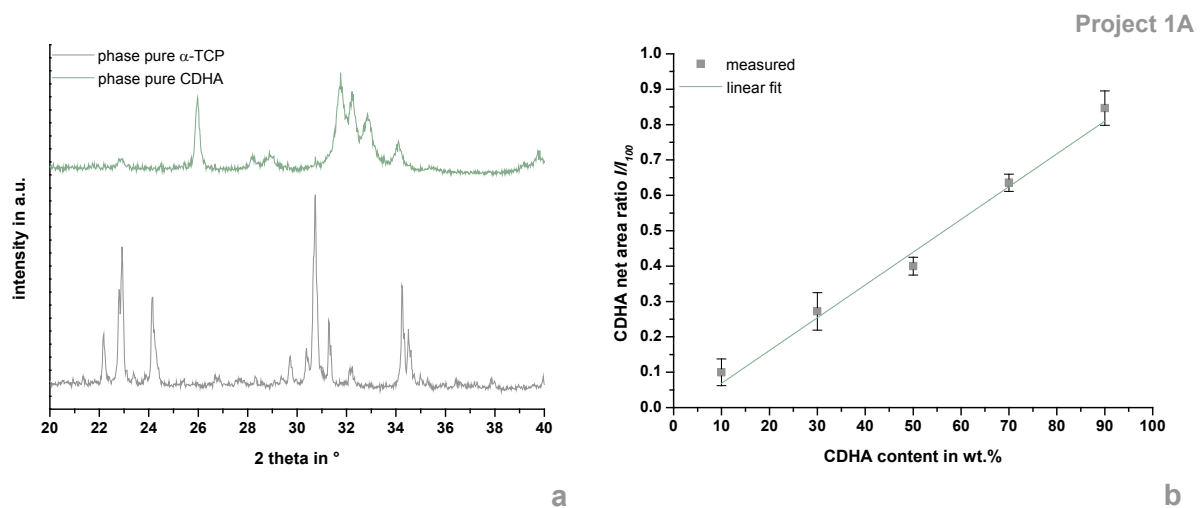 Project 1A
phase pure α-TCP
phase pure CDHA
intensity in a.u.
20 22 24 26 28 30 32 34 36 38 40
2 theta in °
a
measured
linear fit
CDHA net area ratio I/I100
1.0
0.9
0.8
0.7
0.6
0.5
0.4
0.3
0.2
0.1
0.0
0 10 20 30 40 50 60 70 80 90 100
CDHA content in wt.%
b